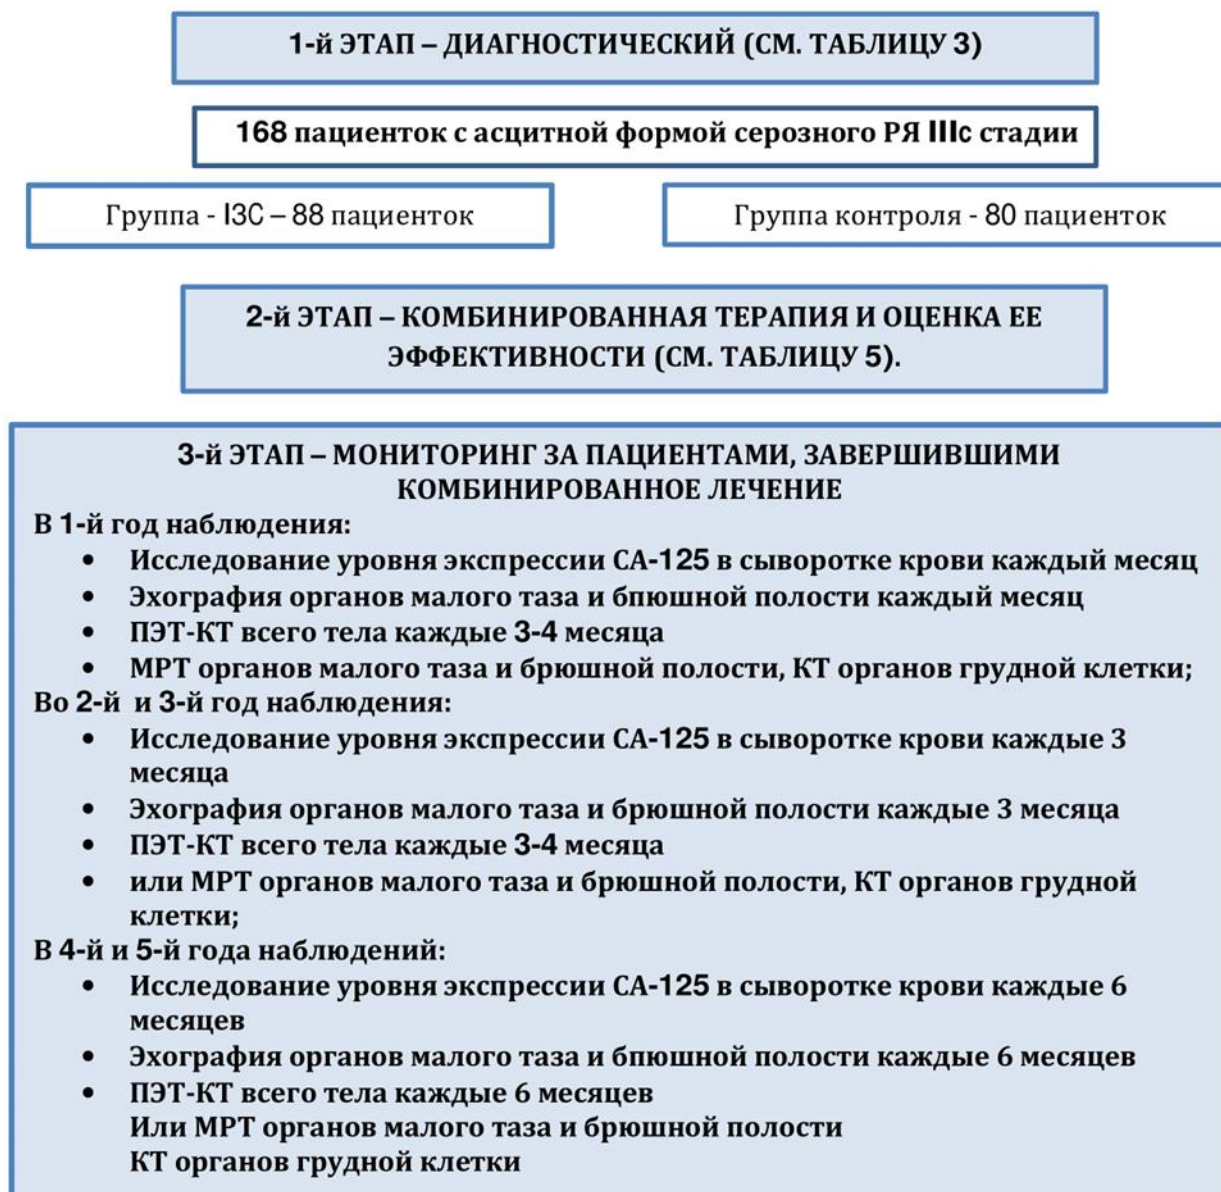 1-й ЭТАП – ДИАГНОСТИЧЕСКИЙ (СМ. ТАБЛИЦУ 3)
168 пациенток с асцитной формой серозного РЯ IIIc стадии
Группа - I3C – 88 пациенток
Группа контроля - 80 пациенток
2-й ЭТАП – КОМБИНИРОВАННАЯ ТЕРАПИЯ И ОЦЕНКА ЕЕ
ЭФФЕКТИВНОСТИ (СМ. ТАБЛИЦУ 5).
3-й ЭТАП – МОНИТОРИНГ ЗА ПАЦИЕНТАМИ, ЗАВЕРШИВШИМИ
КОМБИНИРОВАННОЕ ЛЕЧЕНИЕ
В 1-й год наблюдения:
• Исследование уровня экспрессии СА-125 в сыворотке крови каждый месяц
• Эхография органов малого таза и бпюшной полости каждый месяц
• ПЭТ-КТ всего тела каждые 3-4 месяца
• МРТ органов малого таза и брюшной полости, КТ органов грудной клетки;
Во 2-й и 3-й год наблюдения:
• Исследование уровня экспрессии СА-125 в сыворотке крови каждые 3
месяца
• Эхография органов малого таза и брюшной полости каждые 3 месяца
• ПЭТ-КТ всего тела каждые 3-4 месяца
• или МРТ органов малого таза и брюшной полости, КТ органов грудной
клетки;
В 4-й и 5-й года наблюдений:
• Исследование уровня экспрессии СА-125 в сыворотке крови каждые 6
месяцев
• Эхография органов малого таза и бпюшной полости каждые 6 месяцев
• ПЭТ-КТ всего тела каждые 6 месяцев
Или МРТ органов малого таза и брюшной полости
КТ органов грудной клетки